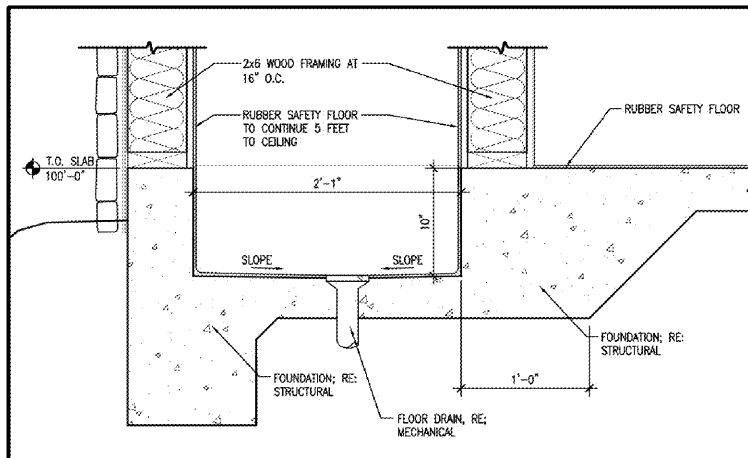 2x6 WOOD FRAMING AT
16" O.C.
RUBBER SAFETY FLOOR
TO CONTINUE 5 FEET
TO CEILING
RUBBER SAFETY FLOOR
T.O. SLAB
100'-0"
2'-1"
10"
SLOPE
SLOPE
FOUNDATION; RE:
STRUCTURAL
FOUNDATION; RE:
STRUCTURAL
1'-0"
FLOOR DRAIN, RE;
MECHANICAL